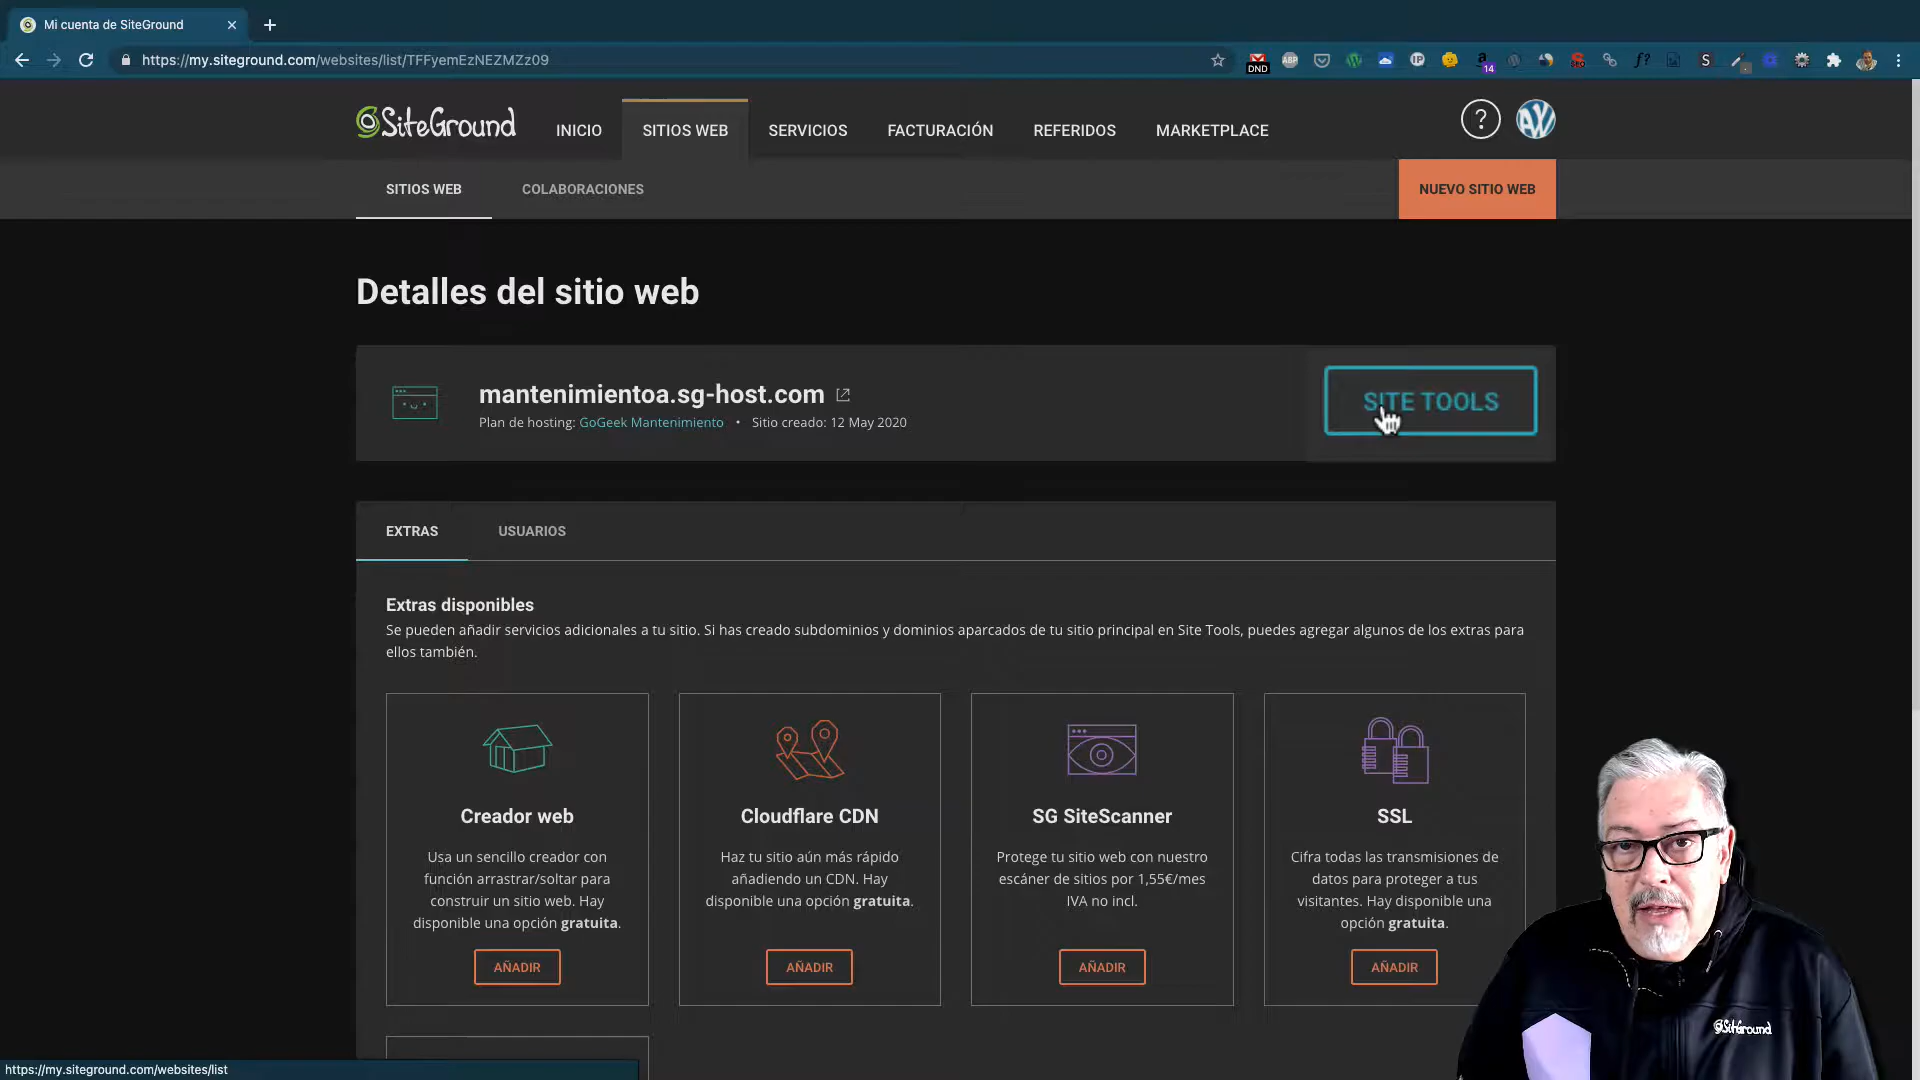 Mi cuenta de SiteGround
https://my.siteground.com/websites/list/TFFyemEzNEZMZz09
DND
ABP
IP
14
S
SiteGround
INICIO
SITIOS WEB
SERVICIOS
FACTURACIÓN
REFERIDOS
MARKETPLACE
?
AW
SITIOS WEB
COLABORACIONES
NUEVO SITIO WEB
Detalles del sitio web
mantenimientoa.sg-host.com
Plan de hosting: GoGeek Mantenimiento • Sitio creado: 12 May 2020
SITE TOOLS
EXTRAS
USUARIOS
Extras disponibles
Se pueden añadir servicios adicionales a tu sitio. Si has creado subdominios y dominios aparcados de tu sitio principal en Site Tools, puedes agregar algunos de los extras para
ellos también.
Creador web
Usa un sencillo creador con
función arrastrar/soltar para
construir un sitio web. Hay
disponible una opción gratuita.
AÑADIR
Cloudflare CDN
Haz tu sitio aún más rápido
añadiendo un CDN. Hay
disponible una opción gratuita.
AÑADIR
SG SiteScanner
Protege tu sitio web con nuestro
escáner de sitios por 1,55€/mes
IVA no incl.
AÑADIR
SSL
Cifra todas las transmisiones de
datos para proteger a tus
visitantes. Hay disponible una
opción gratuita.
AÑADIR
SiteGround
https://my.siteground.com/websites/list